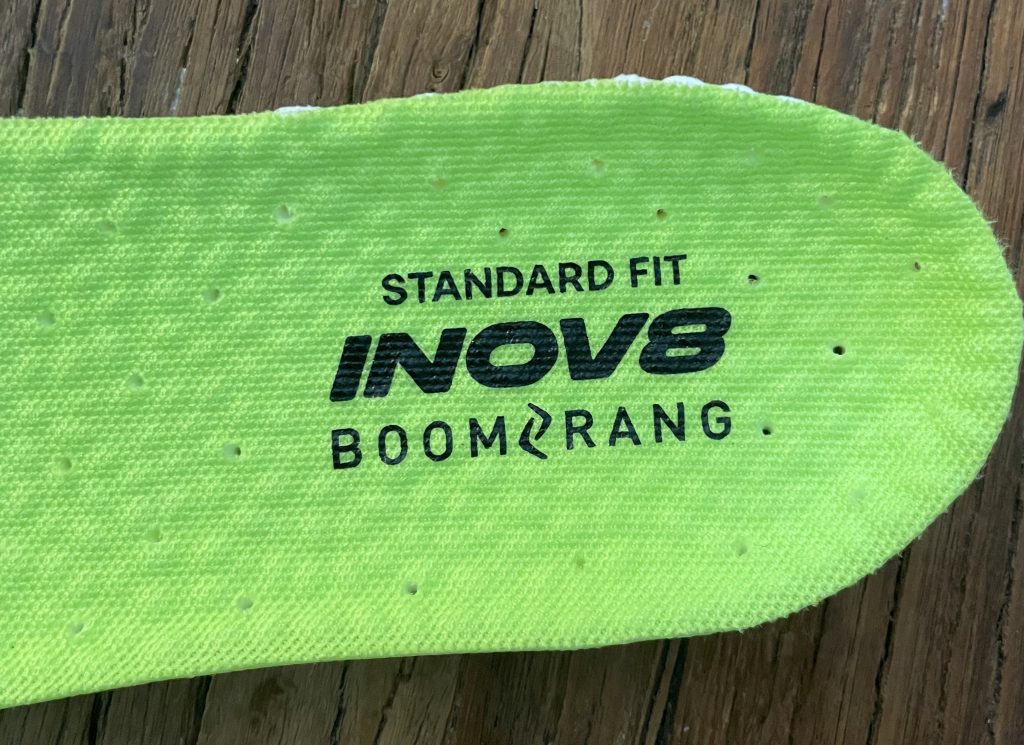 STANDARD FIT
INOV8
BOOMERANG